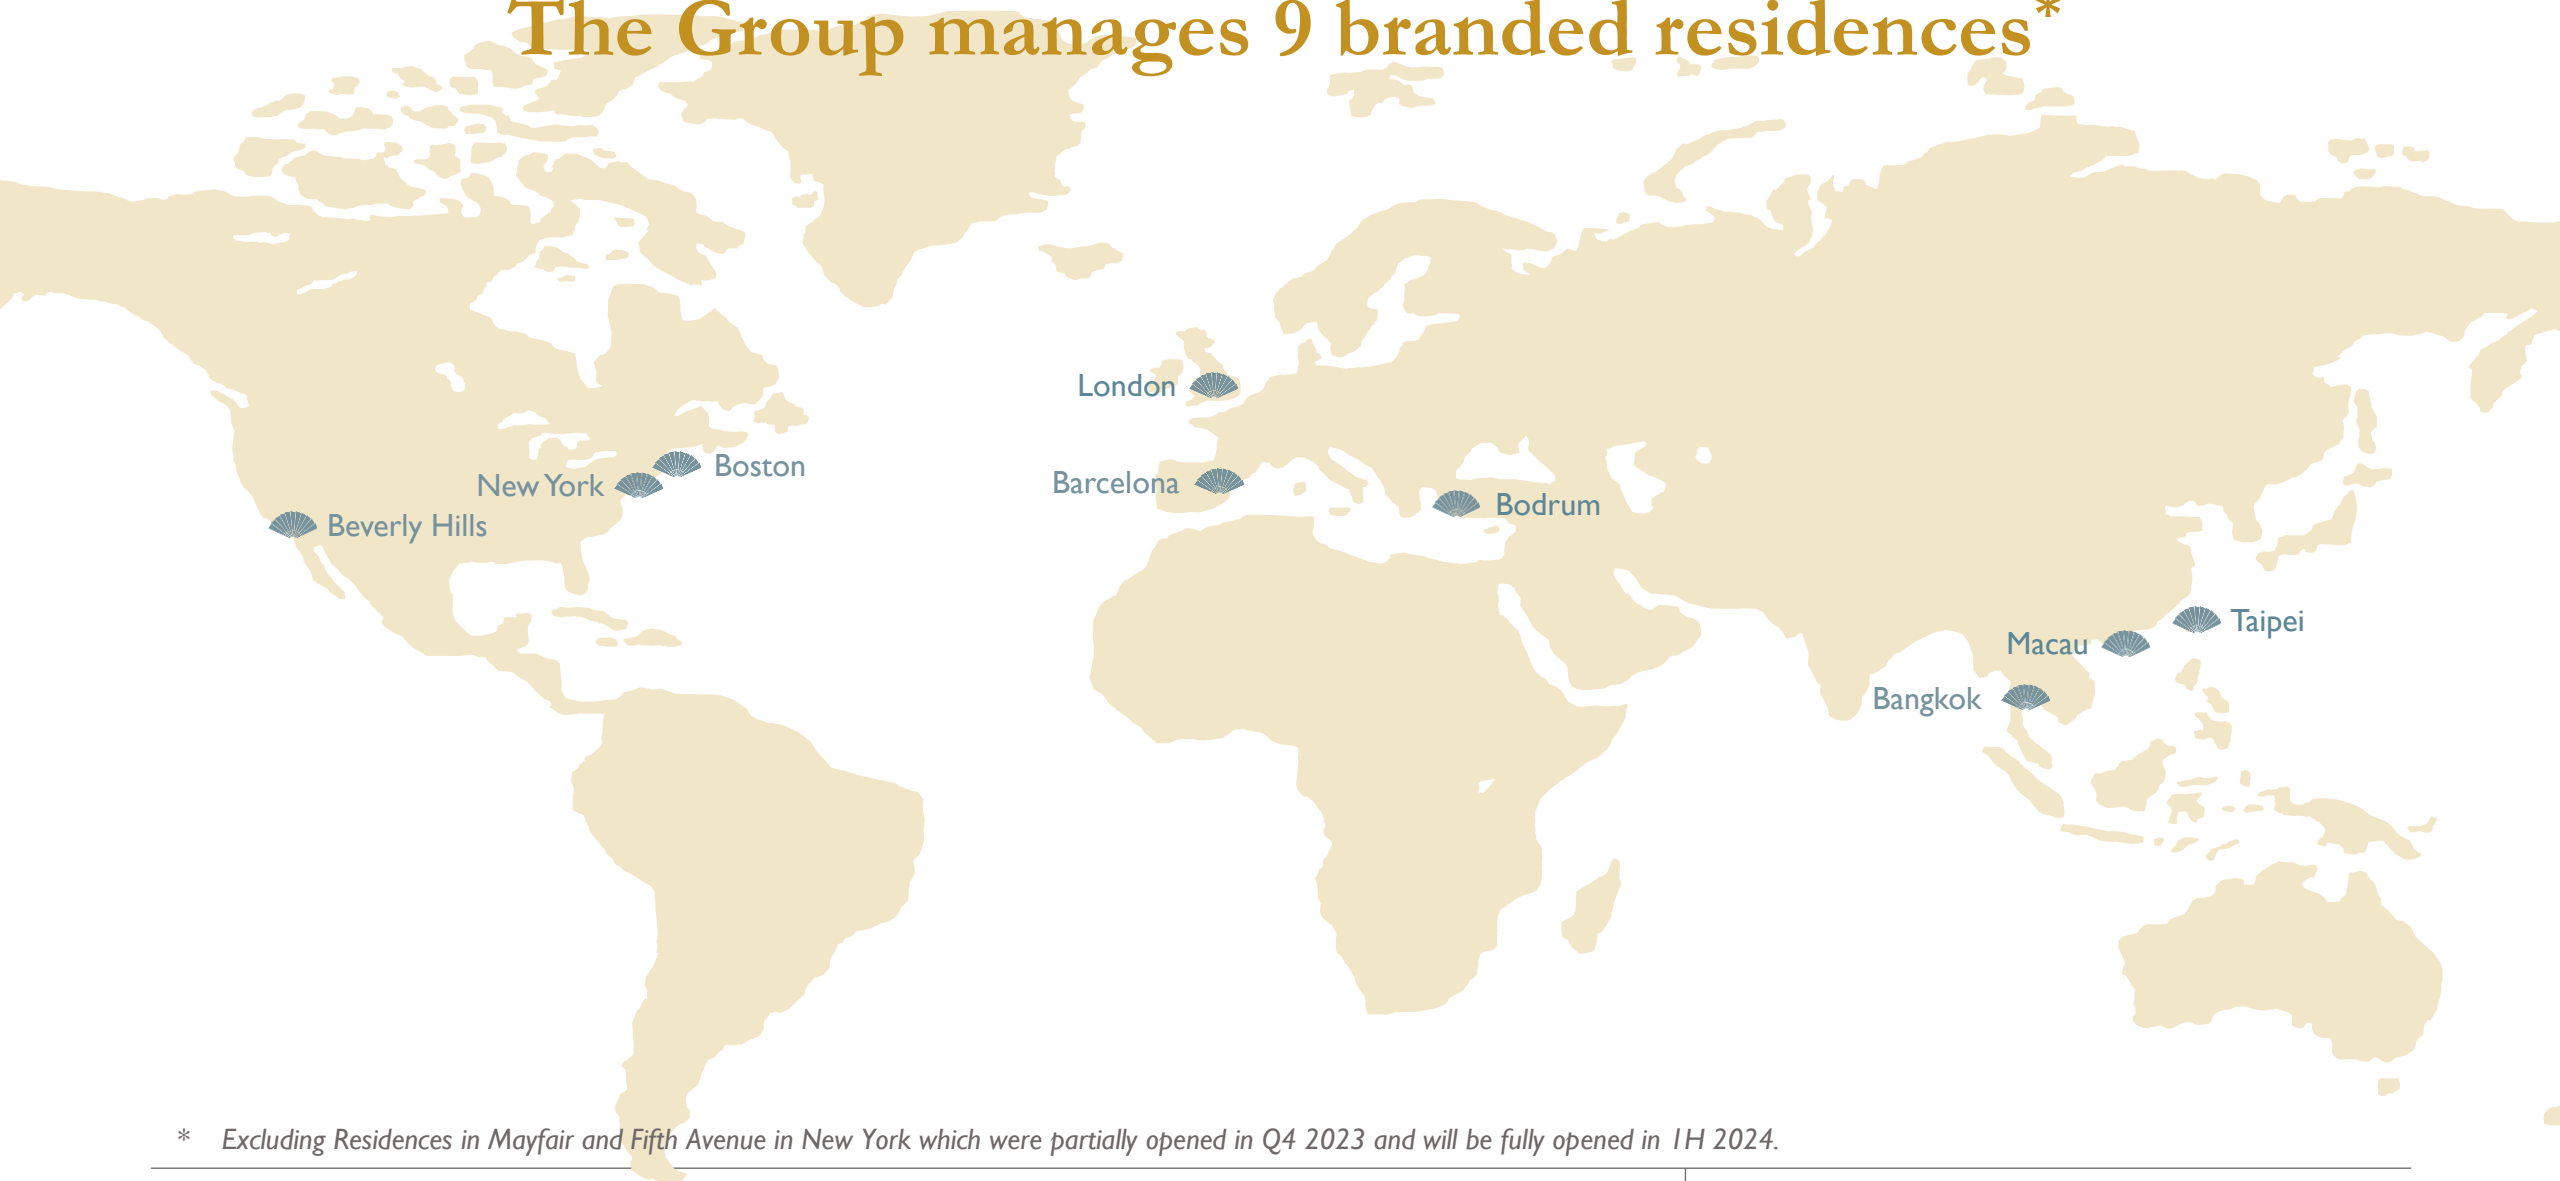 The Group manages 9 branded residences*
London
Boston
New York
Barcelona
Bodrum
Beverly Hills
Taipei
Macau
Bangkok
* Excluding Residences in Mayfair and Fifth Avenue in New York which were partially opened in Q4 2023 and will be fully opened in 1H 2024.